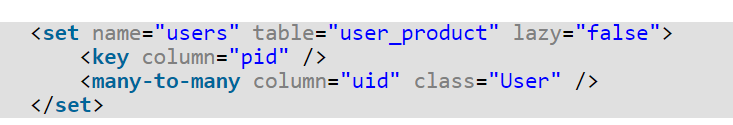 <set name="users" table="user_product" lazy="false">
<key column="pid" />
<many-to-many column="uid" class="User" />
</set>